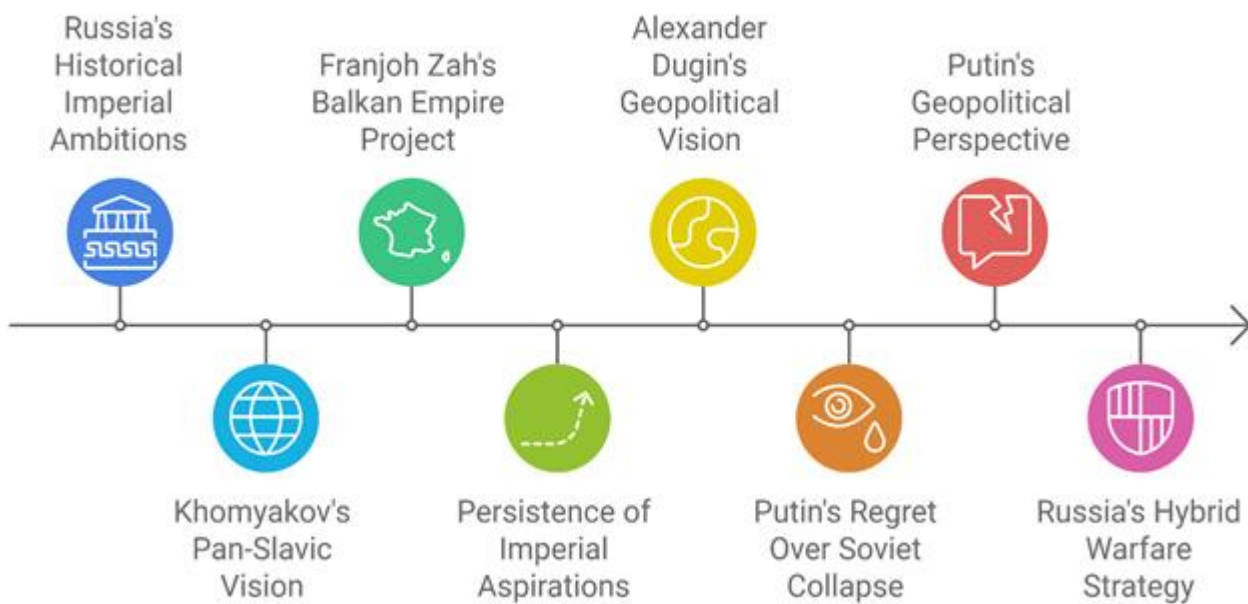 Russia's
Historical
Imperial
Ambitions
Franjoh Zah's
Balkan Empire
Project
Alexander
Dugin's
Geopolitical
Vision
Putin's
Geopolitical
Perspective
Khomyakov's
Pan-Slavic
Vision
Persistence of
Imperial
Aspirations
Putin's Regret
Over Soviet
Collapse
Russia's Hybrid
Warfare
Strategy